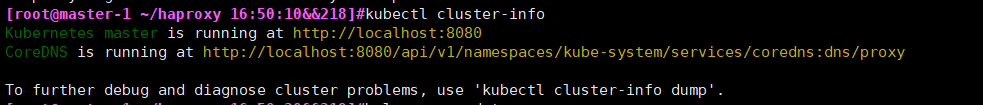 [root@master-1 ~/haproxy 16:50:10&&218]#kubectl cluster-info
Kubernetes master is running at http://localhost:8080
CoreDNS is running at http://localhost:8080/api/v1/namespaces/kube-system/services/coredns:dns/proxy
To further debug and diagnose cluster problems, use 'kubectl cluster-info dump'.